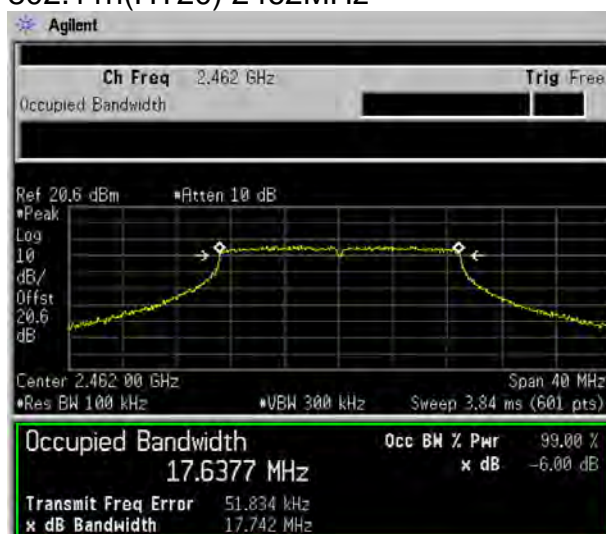 Agilent
Ch Freq 2.462 GHz Trig Free
Occupied Bandwidth
Ref 20.6 dBm *Atten 10 dB
*Peak
Log
10
dB/
Offst
20.6
dB
Center 2.462 00 GHz Span 40 MHz
*Res BW 100 kHz *VBW 300 kHz Sweep 3.84 ms (601 pts)
Occupied Bandwidth Occ BW % Pwr 99.00 %
17.6377 MHz x dB -6.00 dB
Transmit Freq Error 51.834 kHz
x dB Bandwidth 17.742 MHz